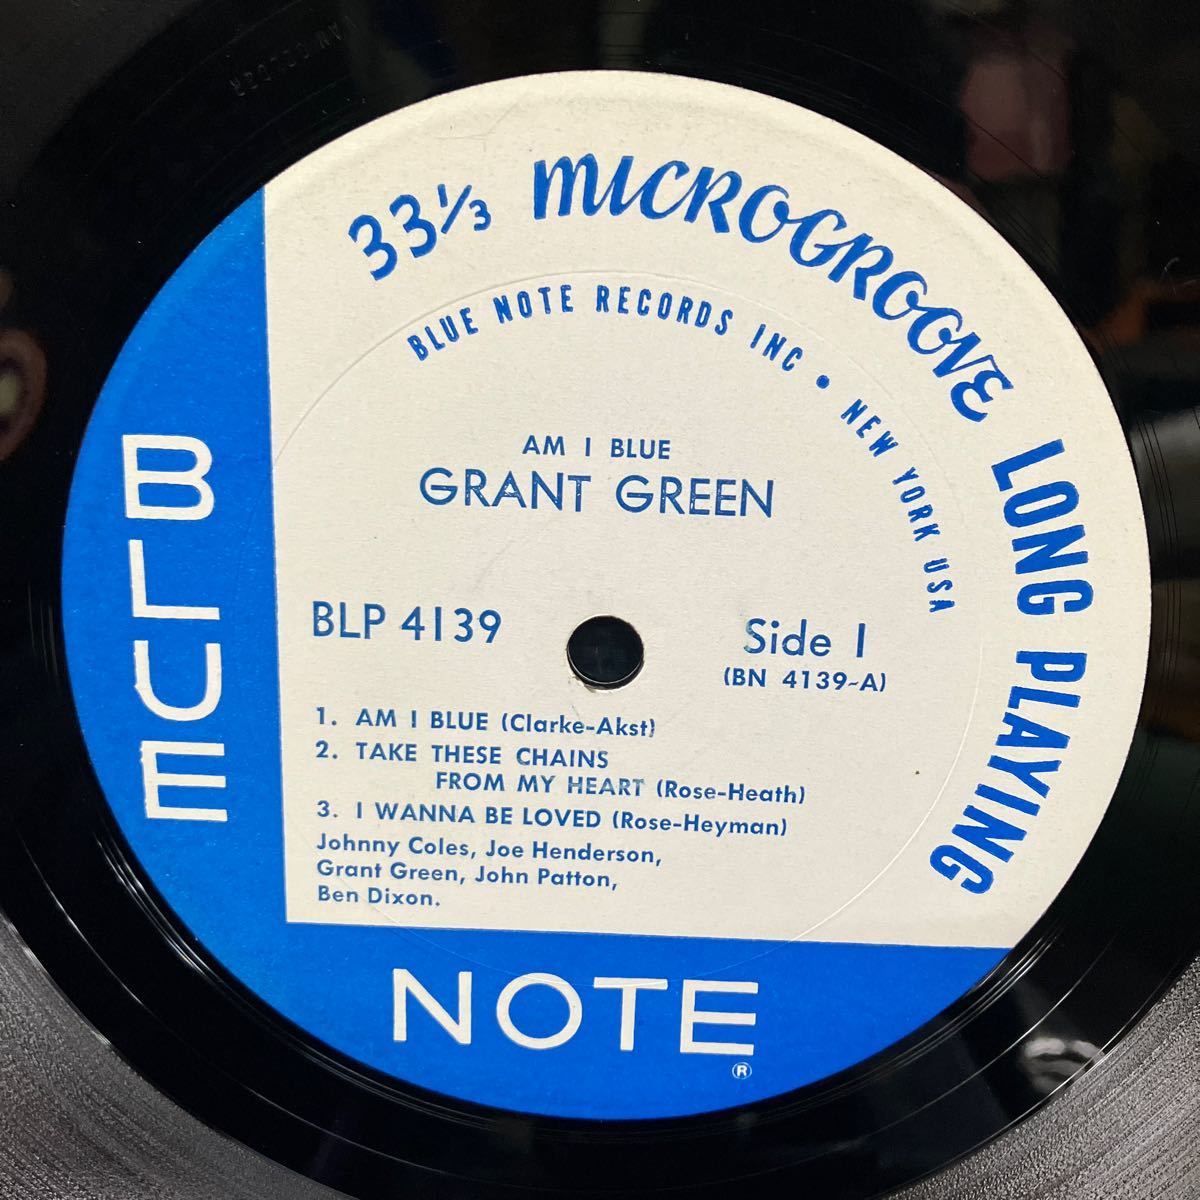 33⅓ MICROGROOVE LONG PLAYING
BLUE NOTE RECORDS INC • NEW YORK USA
AM I BLUE
GRANT GREEN
BLP 4139
Side 1
(BN 4139-A)
1. AM I BLUE (Clarke-Akst)
2. TAKE THESE CHAINS
FROM MY HEART (Rose-Heath)
3. I WANNA BE LOVED (Rose-Heyman)
Johnny Coles, Joe Henderson,
Grant Green, John Patton,
Ben Dixon.
BLUE
NOTE®